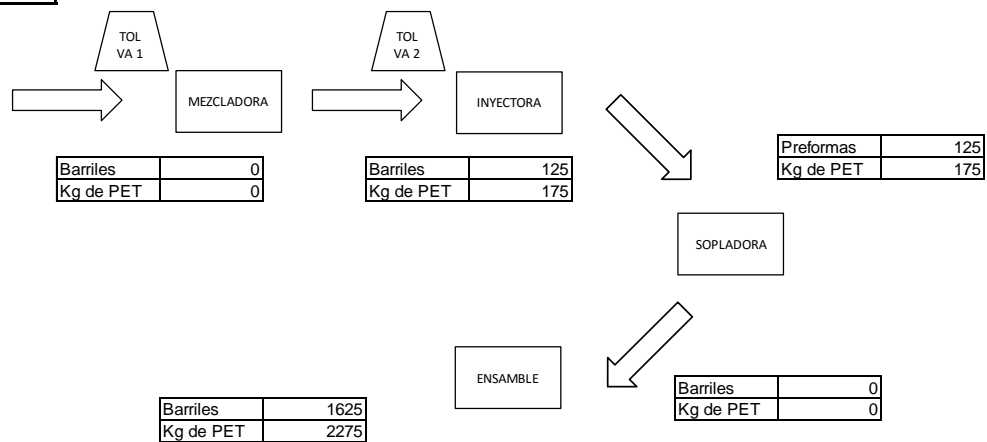 TOL
VA 1
TOL
VA 2
MEZCLADORA
INYECTORA
Barriles 0
Kg de PET 0
Barriles 125
Kg de PET 175
Preformas 125
Kg de PET 175
SOPLADORA
ENSAMBLE
Barriles 0
Kg de PET 0
Barriles 1625
Kg de PET 2275